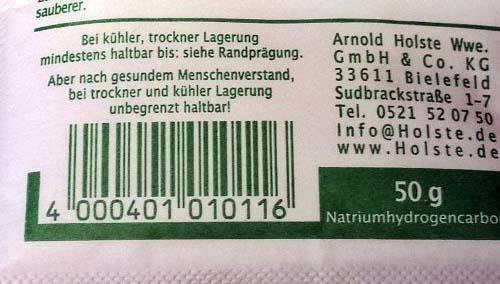 sauberer.
Bei kühler, trockner Lagerung
mindestens haltbar bis: siehe Randprägung.
Aber nach gesundem Menschenverstand,
bei trockner und kühler Lagerung
unbegrenzt haltbar!
4 000401 010116
Arnold Holste Wwe.
GmbH & Co. KG
33611 Bielefeld
Sudbrackstraße 1-7
Tel. 0521 52 07 50
Info@Holste.de
www.Holste.de
50 g
Natriumhydrogencarbo